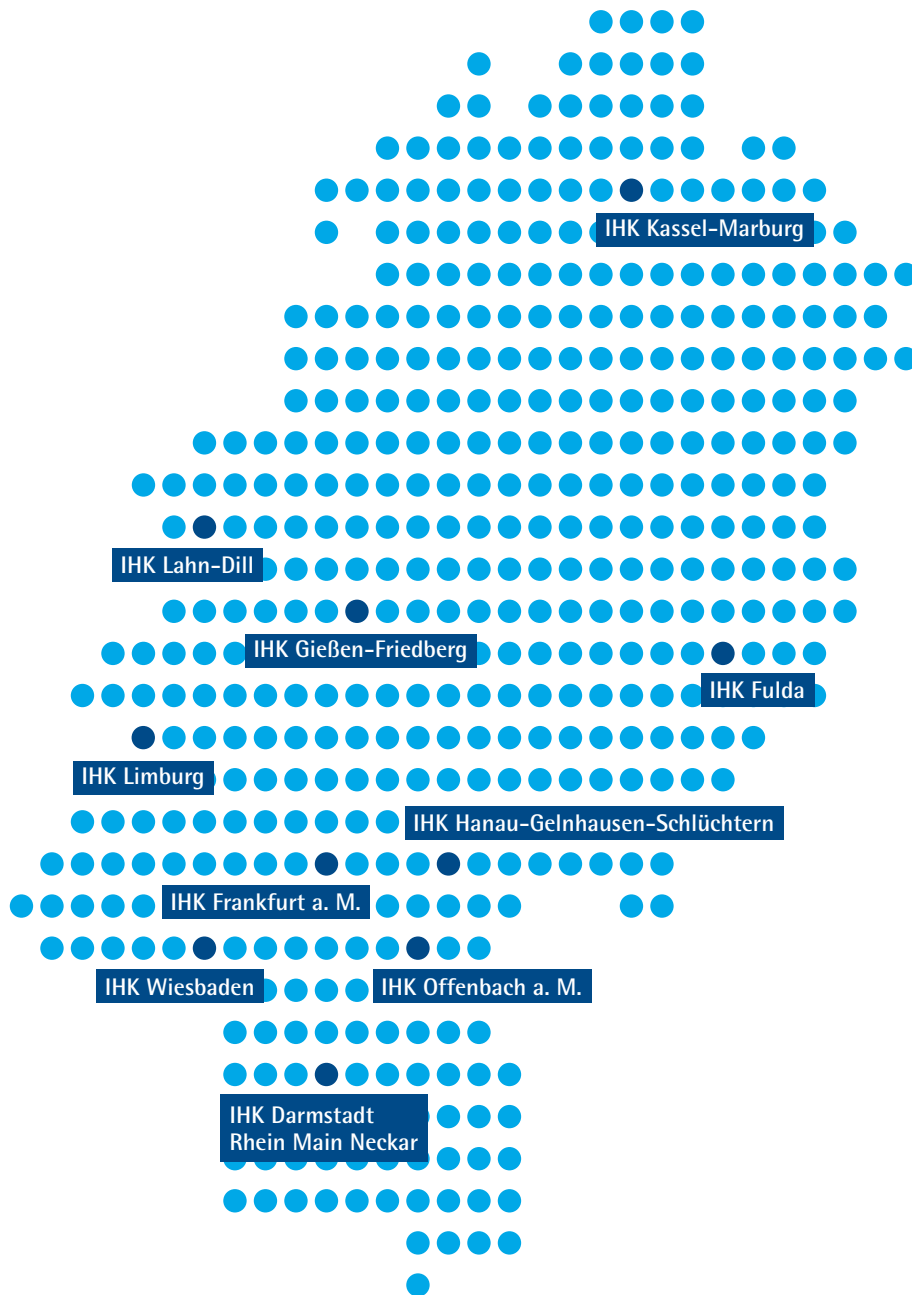 IHK Kassel-Marburg
IHK Lahn-Dill
IHK Gießen-Friedberg
IHK Fulda
IHK Limburg
IHK Hanau-Gelnhausen-Schlüchtern
IHK Frankfurt a. M.
IHK Wiesbaden
IHK Offenbach a. M.
IHK Darmstadt
Rhein Main Neckar